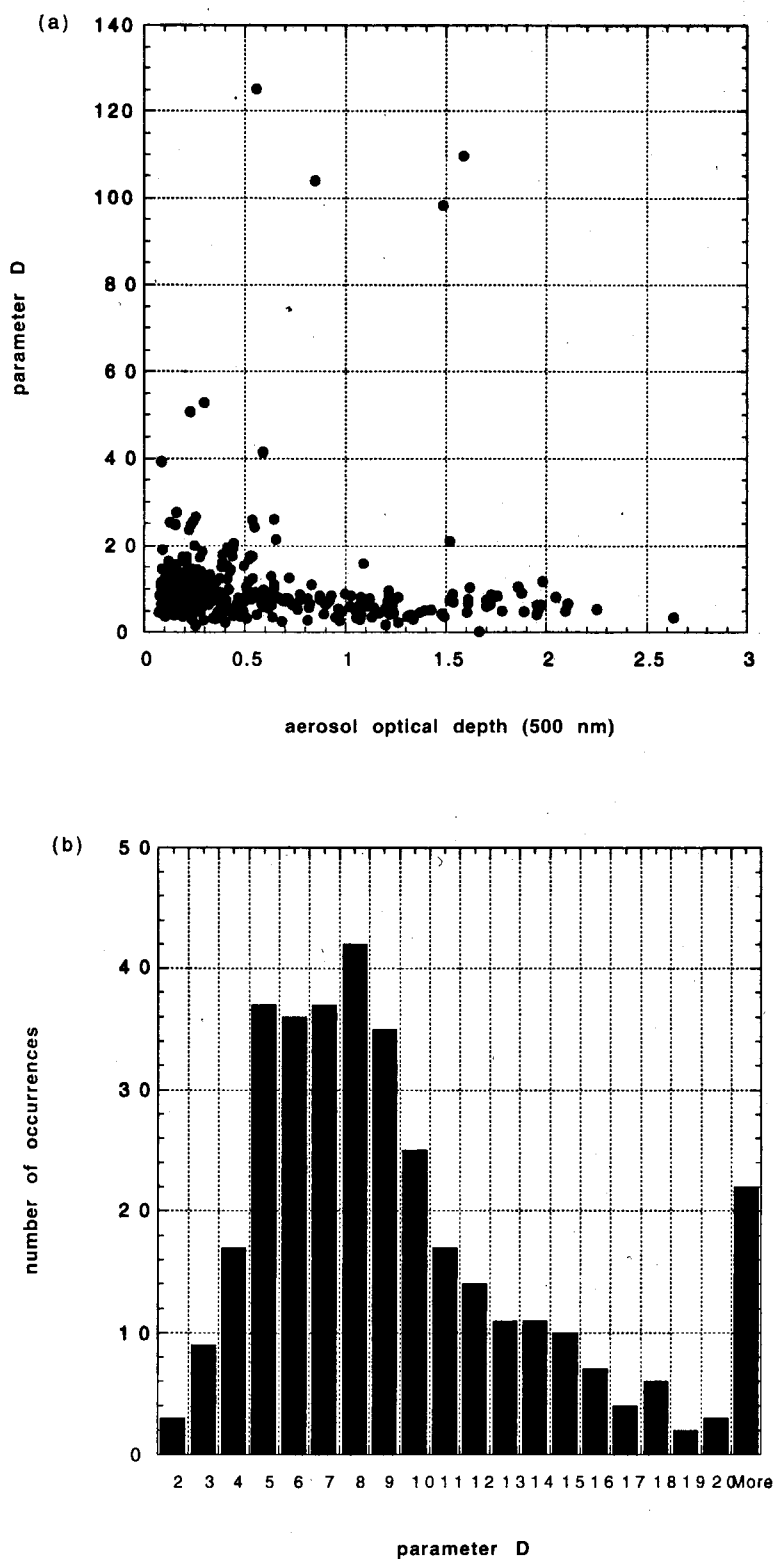 (a)
140
120
100
80
60
40
20
0
parameter D
0 0.5 1 1.5 2 2.5 3
aerosol optical depth (500 nm)
(b)
50
40
30
20
10
0
number of occurrences
2 3 4 5 6 7 8 9 10 11 12 13 14 15 16 17 18 19 20 More
parameter D